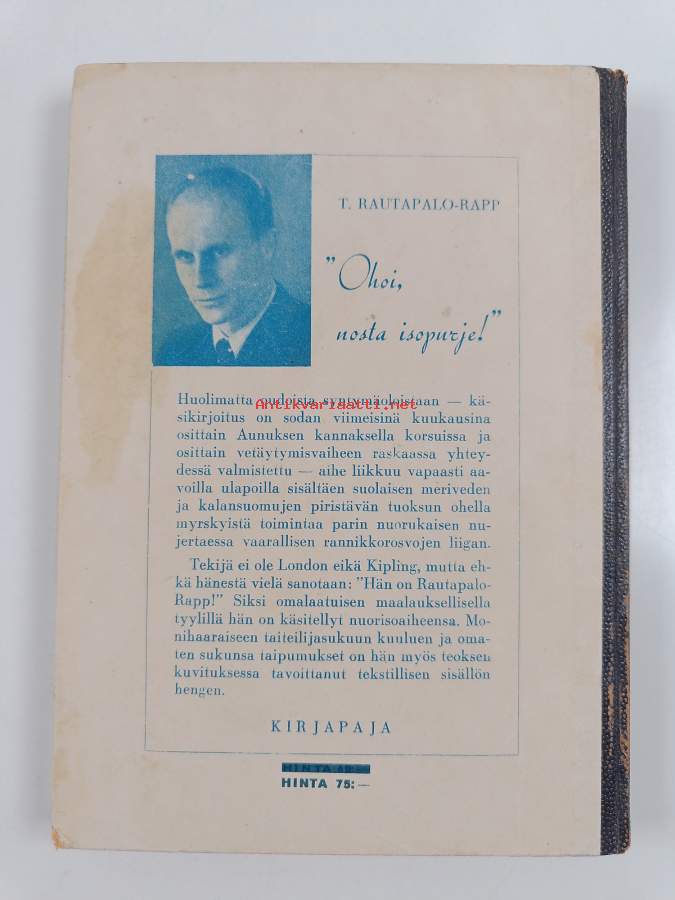 T. RAUTAPALO-RAPP
"Ohoi,
nosta isopurje!"
Huolimatta oudoista syntymäoloistaan — kä-
sikirjoitus on sodan viimeisinä kuukausina
osittain Aunuksen kannaksella korsuissa ja
osittain vetäytymisvaiheen raskaassa yhtey-
dessä valmistettu — aihe liikkuu vapaasti aa-
voilla ulapoilla sisältäen suolaisen meriveden
ja kalansuomujen piristävän tuoksun ohella
myrskyistä toimintaa parin nuorukaisen nu-
jertaessa vaarallisen rannikkorosvojen liigan.
Tekijä ei ole London eikä Kipling, mutta eh-
kä hänestä vielä sanotaan: "Hän on Rautapalo-
Rapp!" Siksi omalaatuisen maalauksellisella
tyylillä hän on käsitellyt nuorisoaiheensa. Mo-
nihaaraiseen taiteilijasukuun kuuluen ja oma-
ten sukunsa taipumukset on hän myös teoksen
kuvituksessa tavoittanut tekstillisen sisällön
hengen.
Antikvariaatti.net
KIRJAPAJA
HINTA 75:—